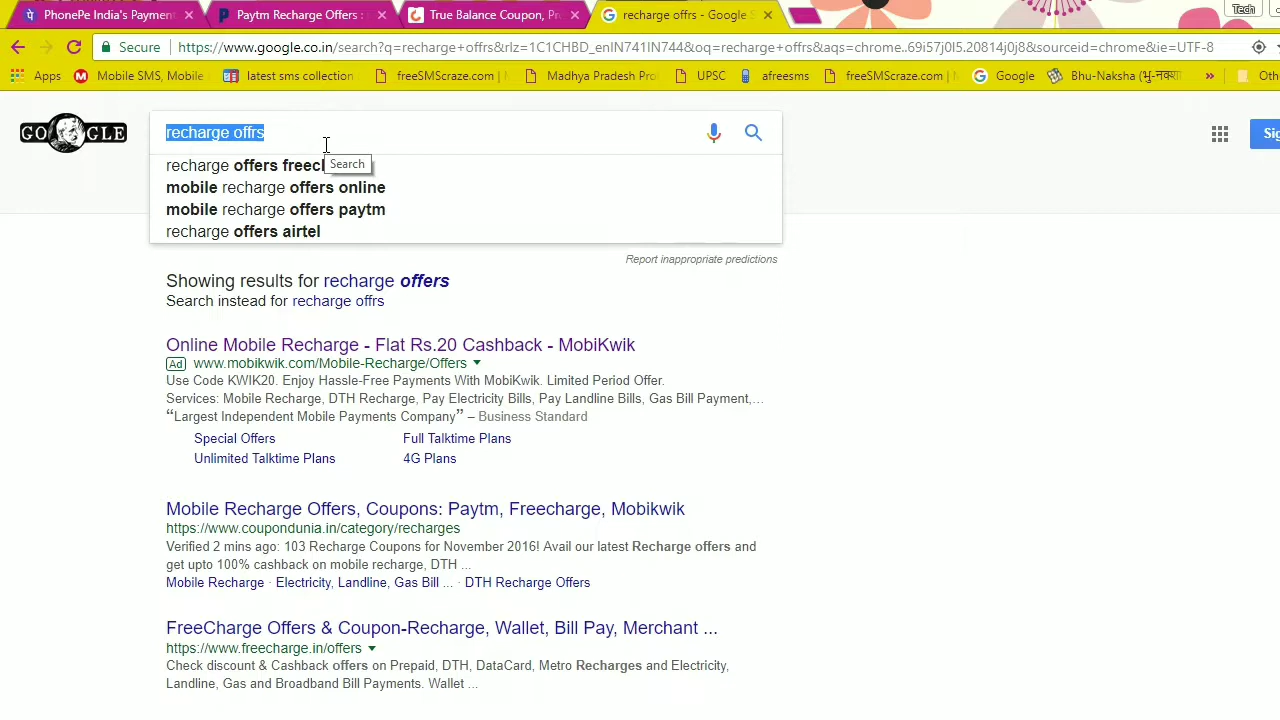 PhonePe India's Payment
Paytm Recharge Offers :
True Balance Coupon, Pr
recharge offrs - Google S
Tech
Secure
https://www.google.co.in/search?q=recharge+offrs&rlz=1C1CHBD_enIN741IN744&oq=recharge+offrs&aqs=chrome..69i57j0l5.20814j0j8&sourceid=chrome&ie=UTF-8
Apps
Mobile SMS, Mobile
latest sms collection
freeSMScraze.com |
Madhya Pradesh Pro
UPSC
afreesms
freeSMScraze.com |
Google
Bhu-Naksha (भू-नक्शा
»
Oth
GOOGLE
recharge offrs
Sig
recharge offers freecl
Search
mobile recharge offers online
mobile recharge offers paytm
recharge offers airtel
Report inappropriate predictions
Showing results for recharge offers
Search instead for recharge offrs
Online Mobile Recharge - Flat Rs.20 Cashback - MobiKwik
Ad www.mobikwik.com/Mobile-Recharge/Offers
Use Code KWIK20. Enjoy Hassle-Free Payments With MobiKwik. Limited Period Offer.
Services: Mobile Recharge, DTH Recharge, Pay Electricity Bills, Pay Landline Bills, Gas Bill Payment,…
“Largest Independent Mobile Payments Company” – Business Standard
Special Offers
Full Talktime Plans
Unlimited Talktime Plans
4G Plans
Mobile Recharge Offers, Coupons: Paytm, Freecharge, Mobikwik
https://www.coupondunia.in/category/recharges
Verified 2 mins ago: 103 Recharge Coupons for November 2016! Avail our latest Recharge offers and
get upto 100% cashback on mobile recharge, DTH ...
Mobile Recharge · Electricity, Landline, Gas Bill ... · DTH Recharge Offers
FreeCharge Offers & Coupon-Recharge, Wallet, Bill Pay, Merchant ...
https://www.freecharge.in/offers
Check discount & Cashback offers on Prepaid, DTH, DataCard, Metro Recharges and Electricity,
Landline, Gas and Broadband Bill Payments. Wallet ...